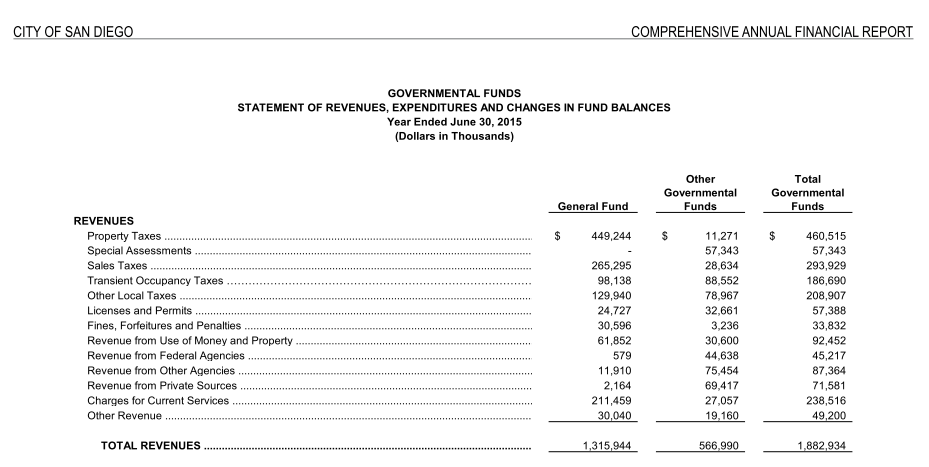 CITY OF SAN DIEGO COMPREHENSIVE ANNUAL FINANCIAL REPORT
GOVERNMENTAL FUNDS
STATEMENT OF REVENUES, EXPENDITURES AND CHANGES IN FUND BALANCES
Year Ended June 30, 2015
(Dollars in Thousands)
Other Total
Governmental Governmental
General Fund Funds Funds
REVENUES
Property Taxes ........ $ 449,244 $ 11,271 $ 460,515
Special Assessments ........ - 57,343 57,343
Sales Taxes ........ 265,295 28,634 293,929
Transient Occupancy Taxes ........ 98,138 88,552 186,690
Other Local Taxes ........ 129,940 78,967 208,907
Licenses and Permits ........ 24,727 32,661 57,388
Fines, Forfeitures and Penalties ........ 30,596 3,236 33,832
Revenue from Use of Money and Property ........ 61,852 30,600 92,452
Revenue from Federal Agencies ........ 579 44,638 45,217
Revenue from Other Agencies ........ 11,910 75,454 87,364
Revenue from Private Sources ........ 2,164 69,417 71,581
Charges for Current Services ........ 211,459 27,057 238,516
Other Revenue ........ 30,040 19,160 49,200
TOTAL REVENUES ........ 1,315,944 566,990 1,882,934